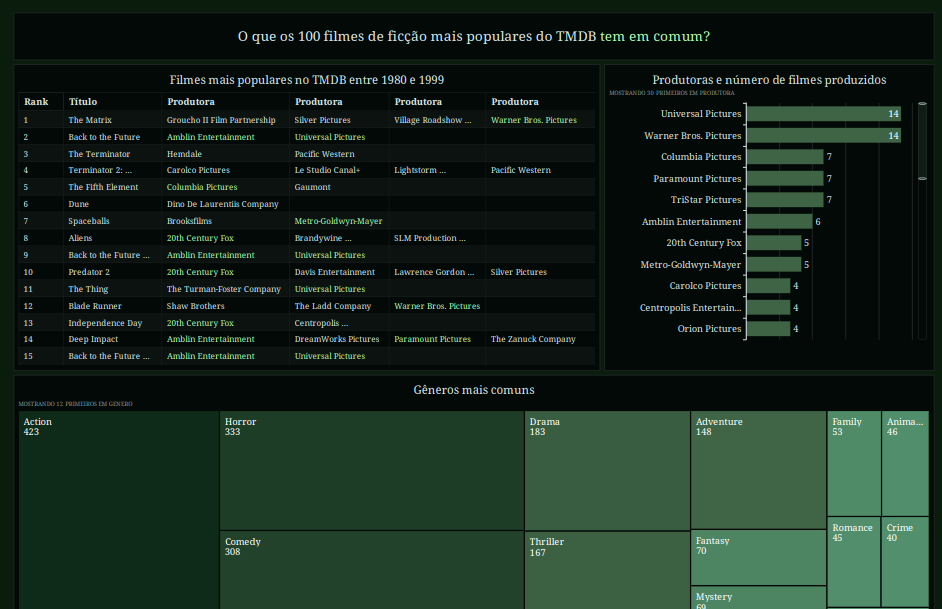 O que os 100 filmes de ficção mais populares do TMDB tem em comum?
Filmes mais populares no TMDB entre 1980 e 1999
Rank Título Produtora Produtora Produtora Produtora
1 The Matrix Groucho II Film Partnership Silver Pictures Village Roadshow ... Warner Bros. Pictures
2 Back to the Future Amblin Entertainment Universal Pictures
3 The Terminator Hemdale Pacific Western
4 Terminator 2: ... Carolco Pictures Le Studio Canal+ Lightstorm ... Pacific Western
5 The Fifth Element Columbia Pictures Gaumont
6 Dune Dino De Laurentiis Company
7 Spaceballs Brooksfilms Metro-Goldwyn-Mayer
8 Aliens 20th Century Fox Brandywine ... SLM Production ...
9 Back to the Future ... Amblin Entertainment Universal Pictures
10 Predator 2 20th Century Fox Davis Entertainment Lawrence Gordon ... Silver Pictures
11 The Thing The Turman-Foster Company Universal Pictures
12 Blade Runner Shaw Brothers The Ladd Company Warner Bros. Pictures
13 Independence Day 20th Century Fox Centropolis ...
14 Deep Impact Amblin Entertainment DreamWorks Pictures Paramount Pictures The Zanuck Company
15 Back to the Future ... Amblin Entertainment Universal Pictures
Produtoras e número de filmes produzidos
MOSTRANDO 30 PRIMEIROS EM PRODUTORA
Universal Pictures 14
Warner Bros. Pictures 14
Columbia Pictures 7
Paramount Pictures 7
TriStar Pictures 7
Amblin Entertainment 6
20th Century Fox 5
Metro-Goldwyn-Mayer 5
Carolco Pictures 4
Centropolis Entertain... 4
Orion Pictures 4
Gêneros mais comuns
MOSTRANDO 12 PRIMEIROS EM GENERO
Action
423
Horror
333
Comedy
308
Drama
183
Thriller
167
Adventure
148
Fantasy
70
Mystery
69
Family
53
Anima...
46
Romance
45
Crime
40